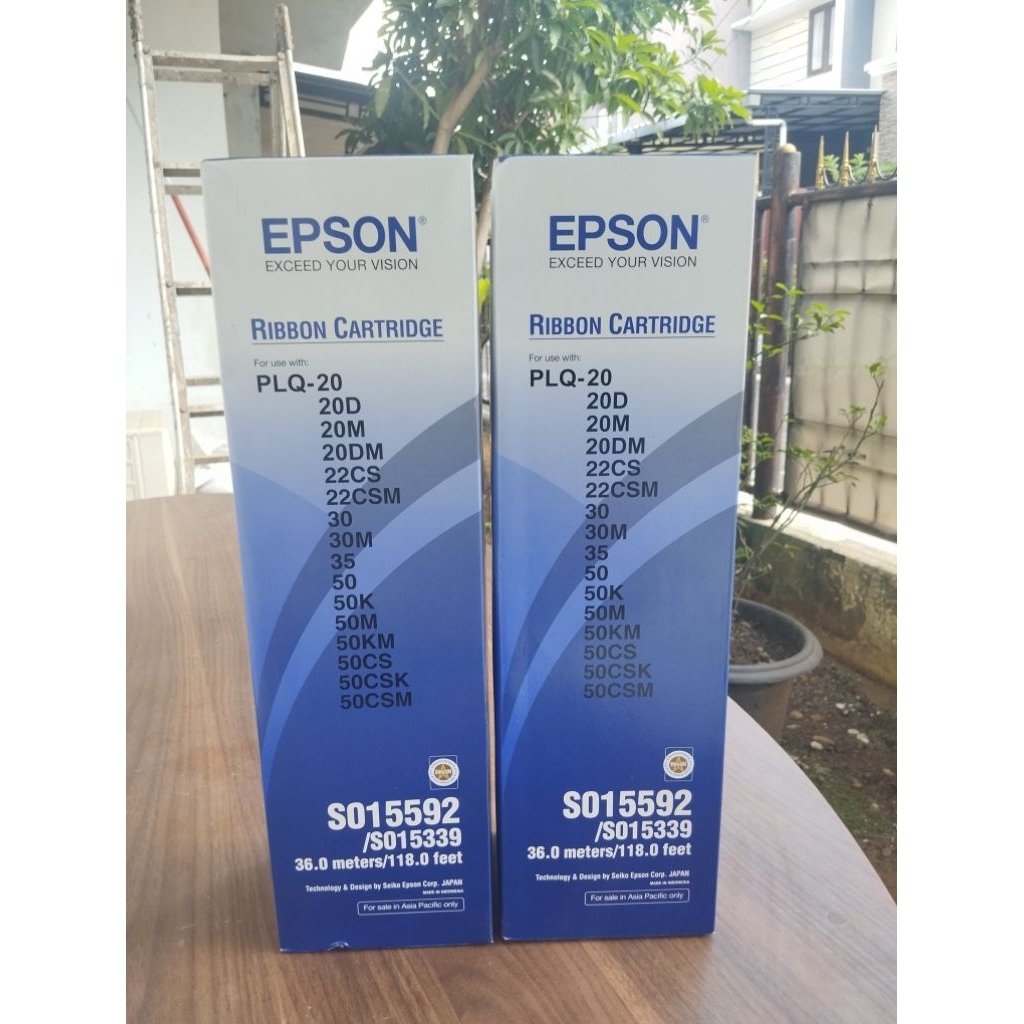 EPSON®
EXCEED YOUR VISION
RIBBON CARTRIDGE
For use with:
PLQ-20
20D
20M
20DM
22CS
22CSM
30
30M
35
50
50K
50M
50KM
50CS
50CSK
50CSM
EPSON
S015592
/S015339
36.0 meters/118.0 feet
Technology & Design by Seiko Epson Corp. JAPAN
MADE IN INDONESIA
For sale in Asia Pacific only
EPSON®
EXCEED YOUR VISION
RIBBON CARTRIDGE
For use with:
PLQ-20
20D
20M
20DM
22CS
22CSM
30
30M
35
50
50K
50M
50KM
50CS
50CSK
50CSM
EPSON
S015592
/S015339
36.0 meters/118.0 feet
Technology & Design by Seiko Epson Corp. JAPAN
MADE IN INDONESIA
For sale in Asia Pacific only